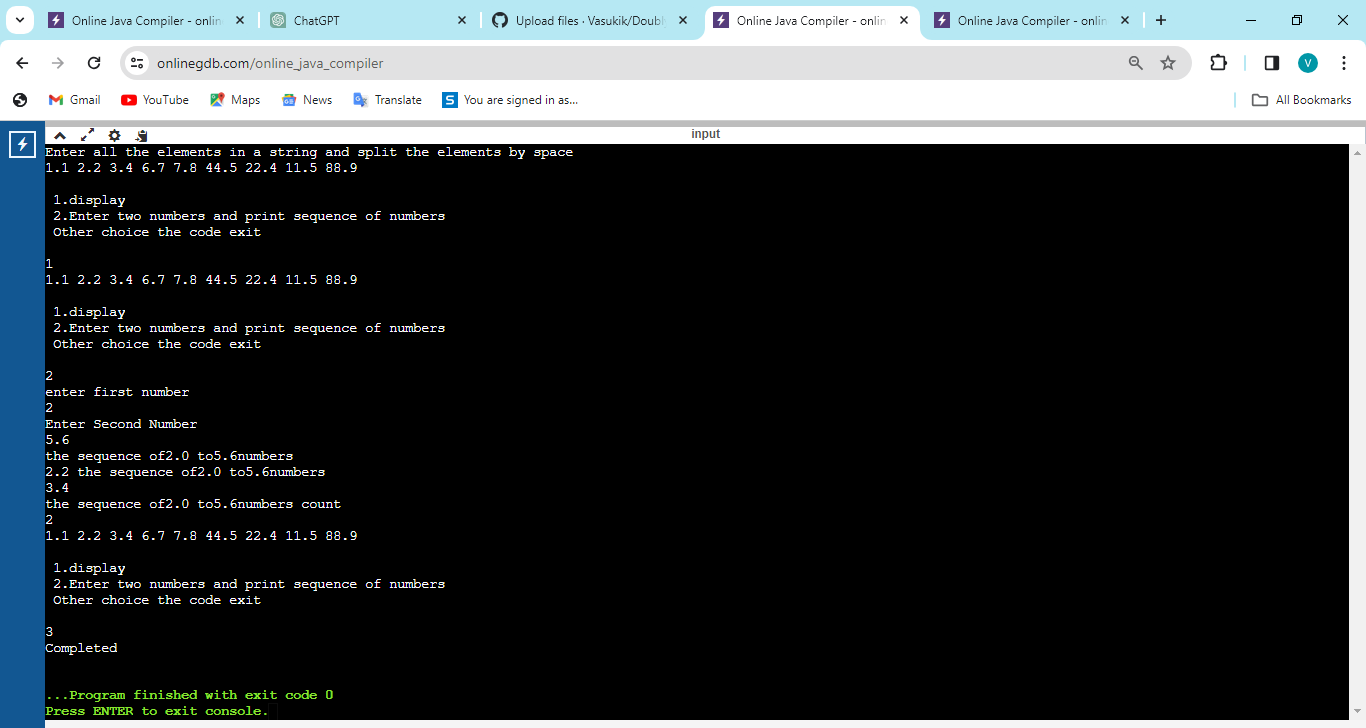 Online Java Compiler - onlin
ChatGPT
Upload files · Vasukik/Doubl
Online Java Compiler - onlin
Online Java Compiler - onlin
onlinegdb.com/online_java_compiler
V
Gmail
YouTube
Maps
News
Translate
S
You are signed in as...
All Bookmarks
input
Enter all the elements in a string and split the elements by space
1.1 2.2 3.4 6.7 7.8 44.5 22.4 11.5 88.9
1.display
2.Enter two numbers and print sequence of numbers
Other choice the code exit
1
1.1 2.2 3.4 6.7 7.8 44.5 22.4 11.5 88.9
1.display
2.Enter two numbers and print sequence of numbers
Other choice the code exit
2
enter first number
2
Enter Second Number
5.6
the sequence of2.0 to5.6numbers
2.2 the sequence of2.0 to5.6numbers
3.4
the sequence of2.0 to5.6numbers count
2
1.1 2.2 3.4 6.7 7.8 44.5 22.4 11.5 88.9
1.display
2.Enter two numbers and print sequence of numbers
Other choice the code exit
3
Completed
...Program finished with exit code 0
Press ENTER to exit console.